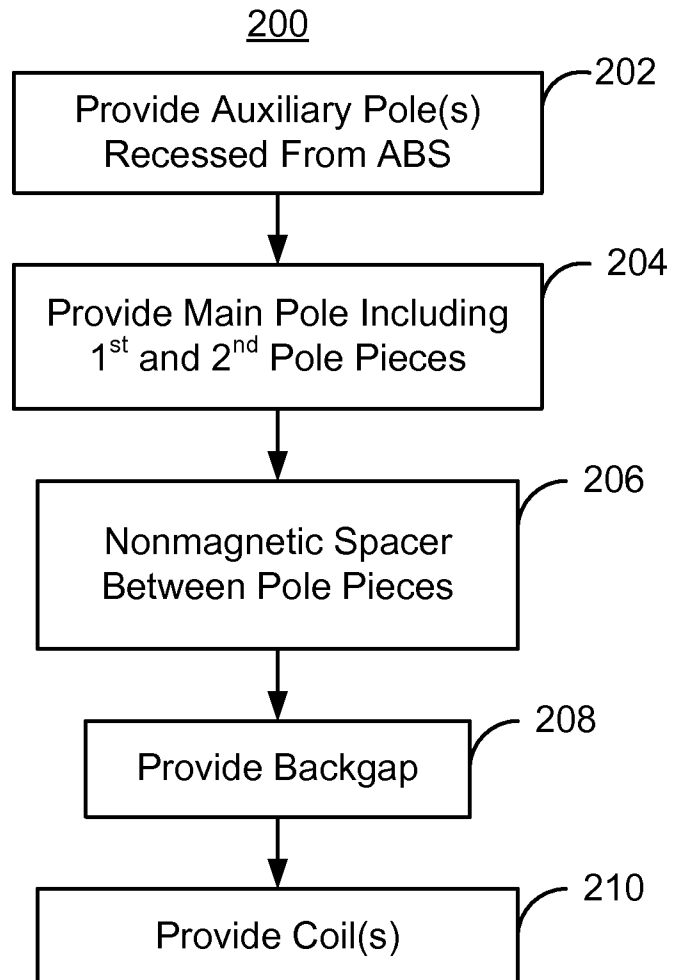 200
202
Provide Auxiliary Pole(s)
Recessed From ABS
204
Provide Main Pole Including
1st and 2nd Pole Pieces
206
Nonmagnetic Spacer
Between Pole Pieces
208
Provide Backgap
210
Provide Coil(s)